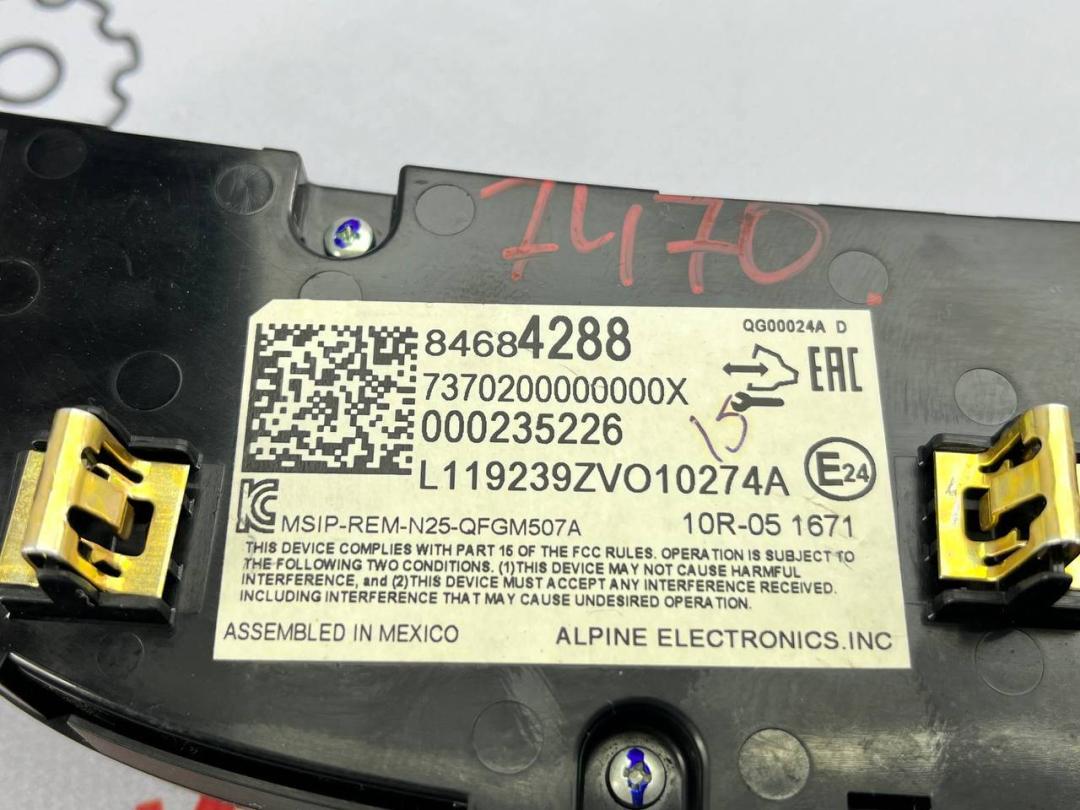 7470.
84684288
QG00024A D
7370200000000X
EAC
000235226
15
L119239ZVO10274A
E24
KC
MSIP-REM-N25-QFGM507A
10R-05 1671
THIS DEVICE COMPLIES WITH PART 15 OF THE FCC RULES. OPERATION IS SUBJECT TO
THE FOLLOWING TWO CONDITIONS. (1)THIS DEVICE MAY NOT CAUSE HARMFUL
INTERFERENCE, and (2)THIS DEVICE MUST ACCEPT ANY INTERFERENCE RECEIVED.
INCLUDING INTERFERENCE THAT MAY CAUSE UNDESIRED OPERATION.
ASSEMBLED IN MEXICO
ALPINE ELECTRONICS.INC